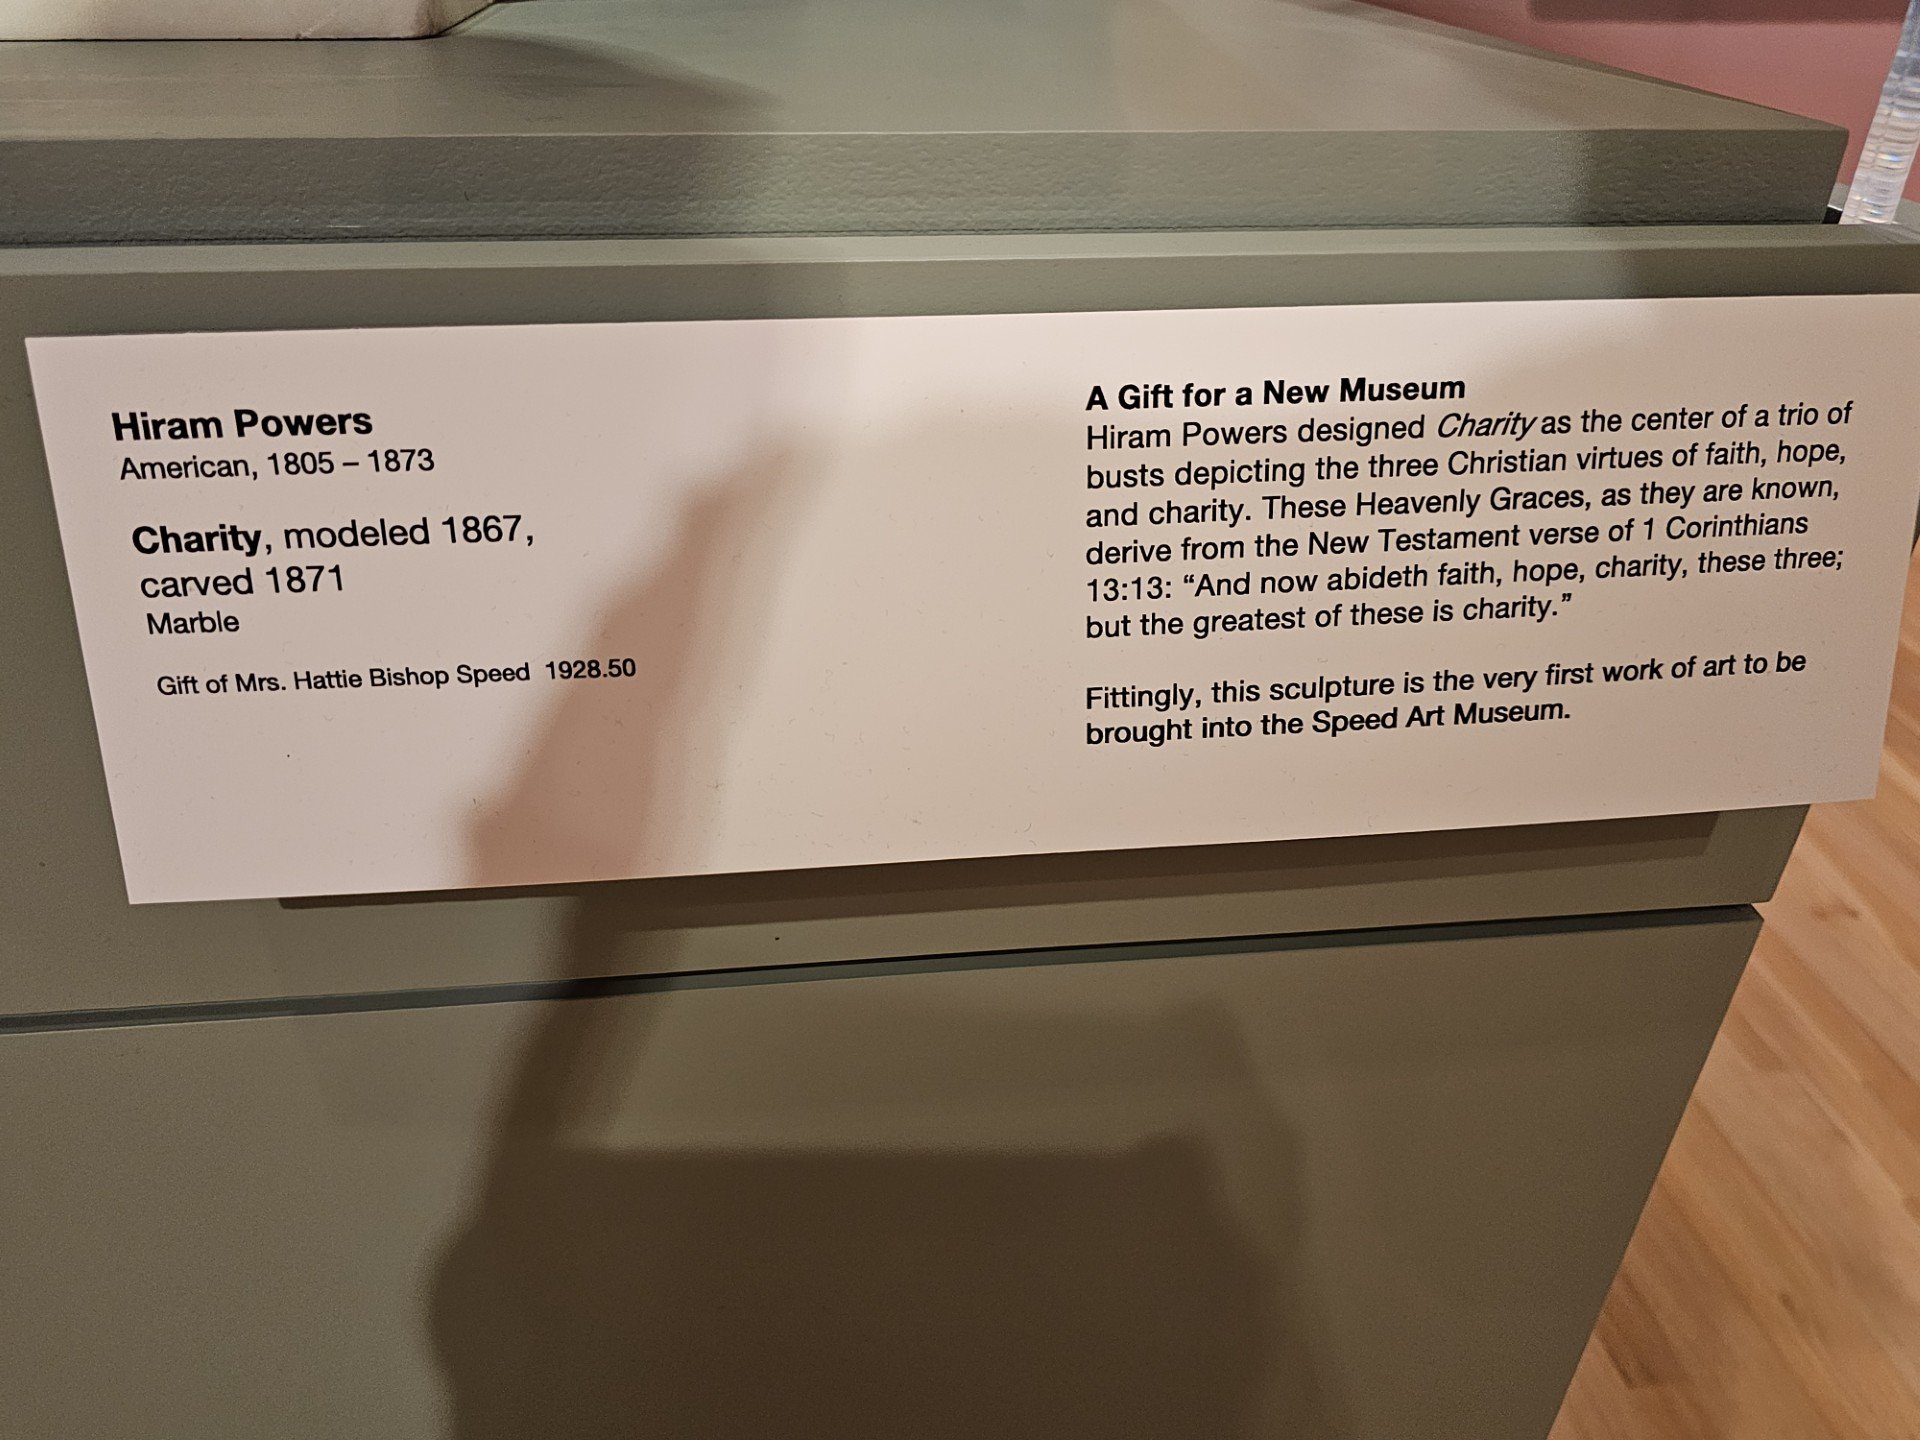 Hiram Powers
American, 1805 – 1873
Charity, modeled 1867,
carved 1871
Marble
Gift of Mrs. Hattie Bishop Speed 1928.50
A Gift for a New Museum
Hiram Powers designed Charity as the center of a trio of
busts depicting the three Christian virtues of faith, hope,
and charity. These Heavenly Graces, as they are known,
derive from the New Testament verse of 1 Corinthians
13:13: “And now abideth faith, hope, charity, these three;
but the greatest of these is charity.”
Fittingly, this sculpture is the very first work of art to be
brought into the Speed Art Museum.